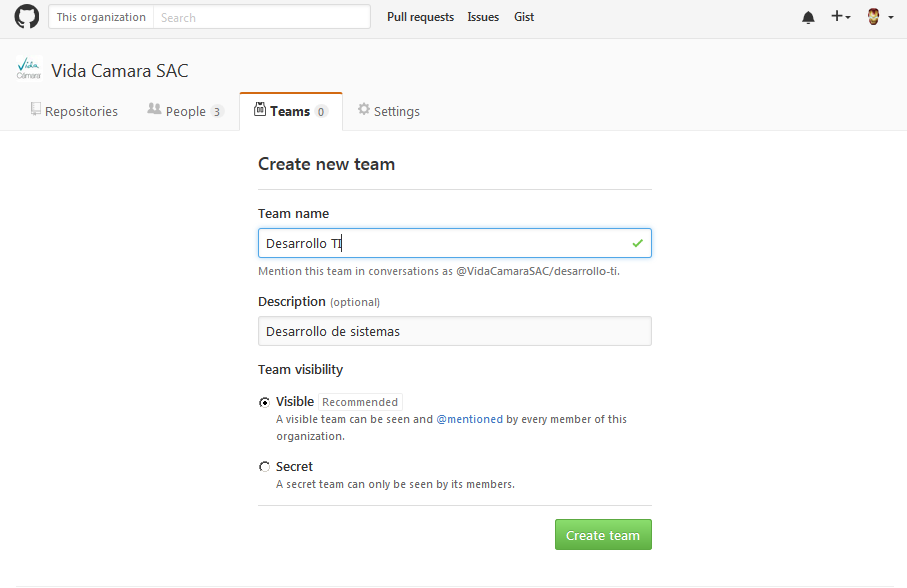 This organization Search Pull requests Issues Gist
Vida Cámara Vida Camara SAC
Repositories People 3 Teams 0 Settings
Create new team
Team name
Desarrollo TI
Mention this team in conversations as @VidaCamaraSAC/desarrollo-ti.
Description (optional)
Desarrollo de sistemas
Team visibility
Visible Recommended
A visible team can be seen and @mentioned by every member of this
organization.
Secret
A secret team can only be seen by its members.
Create team